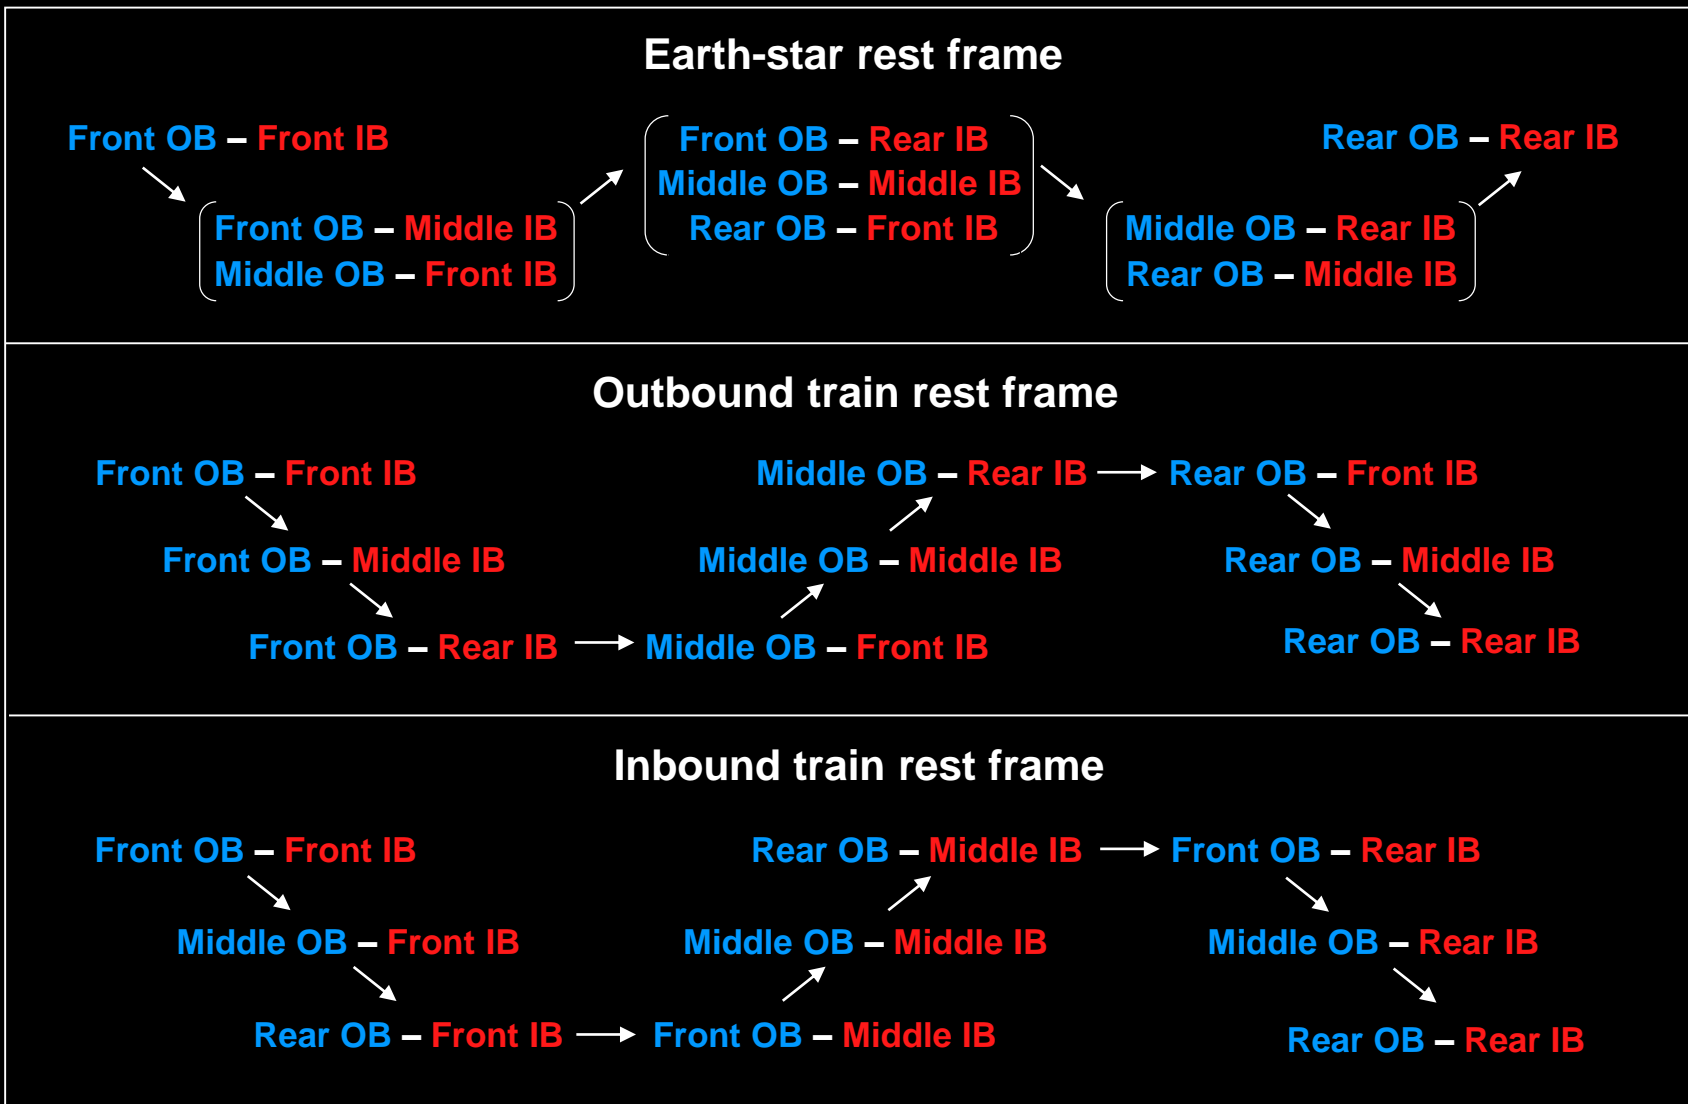 Earth-star rest frame
Front OB – Front IB
Front OB – Middle IB
Middle OB – Front IB
Front OB – Rear IB
Middle OB – Middle IB
Rear OB – Front IB
Middle OB – Rear IB
Rear OB – Middle IB
Rear OB – Rear IB
Outbound train rest frame
Front OB – Front IB
Front OB – Middle IB
Front OB – Rear IB
Middle OB – Front IB
Middle OB – Middle IB
Middle OB – Rear IB
Rear OB – Front IB
Rear OB – Middle IB
Rear OB – Rear IB
Inbound train rest frame
Front OB – Front IB
Middle OB – Front IB
Rear OB – Front IB
Front OB – Middle IB
Middle OB – Middle IB
Rear OB – Middle IB
Front OB – Rear IB
Middle OB – Rear IB
Rear OB – Rear IB